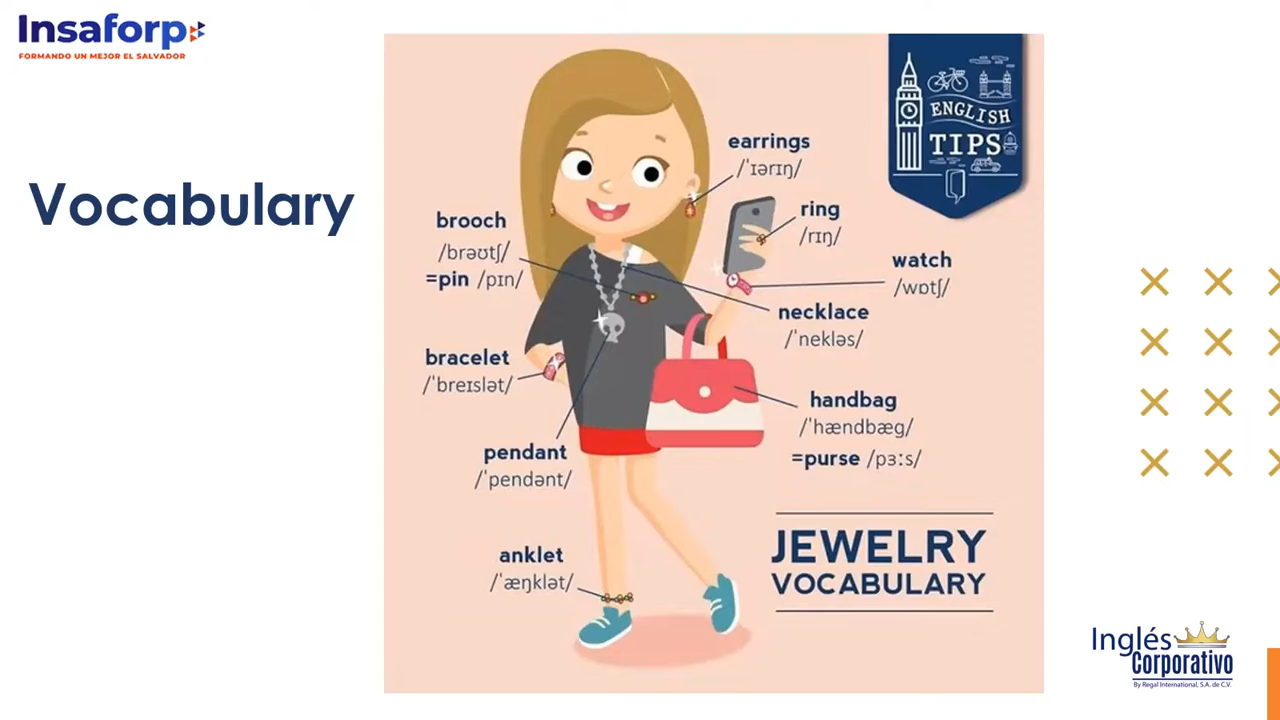 Insaforp
FORMANDO UN MEJOR EL SALVADOR
Vocabulary
ENGLISH
TIPS
earrings
/ˈɪərɪŋ/
ring
/rɪŋ/
brooch
/brəʊtʃ/
=pin /pɪn/
watch
/wɒtʃ/
necklace
/ˈnekləs/
bracelet
/ˈbreɪslət/
handbag
/ˈhændbæg/
=purse /pɜːs/
pendant
/ˈpendənt/
anklet
/ˈæŋklət/
JEWELRY
VOCABULARY
Inglés
Corporativo
By Regal International, S.A. de C.V.